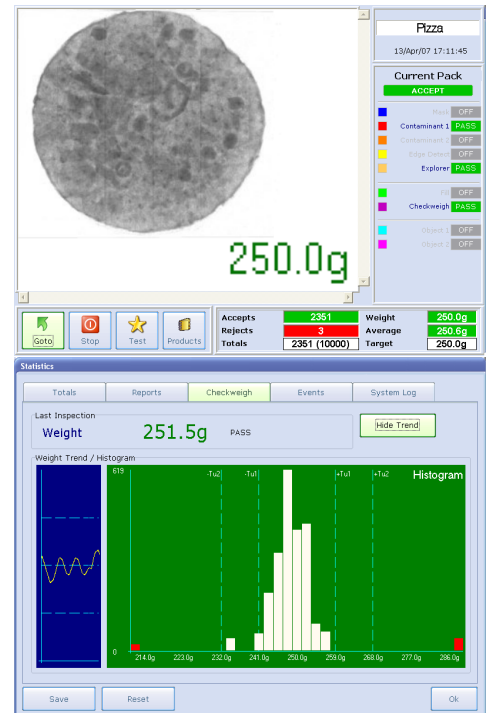 Pizza
13/Apr/07 17:11:45
Current Pack
ACCEPT
Mask OFF
Contaminant 1 PASS
Contaminant 2 OFF
Edge Detect OFF
Explorer PASS
Fill OFF
Checkweigh PASS
Object 1 OFF
Object 2 OFF
250.0g
Goto
Stop
Test
Products
Accepts 2351 Weight 250.0g
Rejects 3 Average 250.6g
Totals 2351 (10000) Target 250.0g
Statistics
Totals Reports Checkweigh Events System Log
Last Inspection
Weight 251.5g PASS
Hide Trend
Weight Trend / Histogram
619 -Tu2 -Tu1 +Tu1 +Tu2 Histogram
0
214.0g 223.0g 232.0g 241.0g 250.0g 259.0g 268.0g 277.0g 286.0g
Save Reset Ok